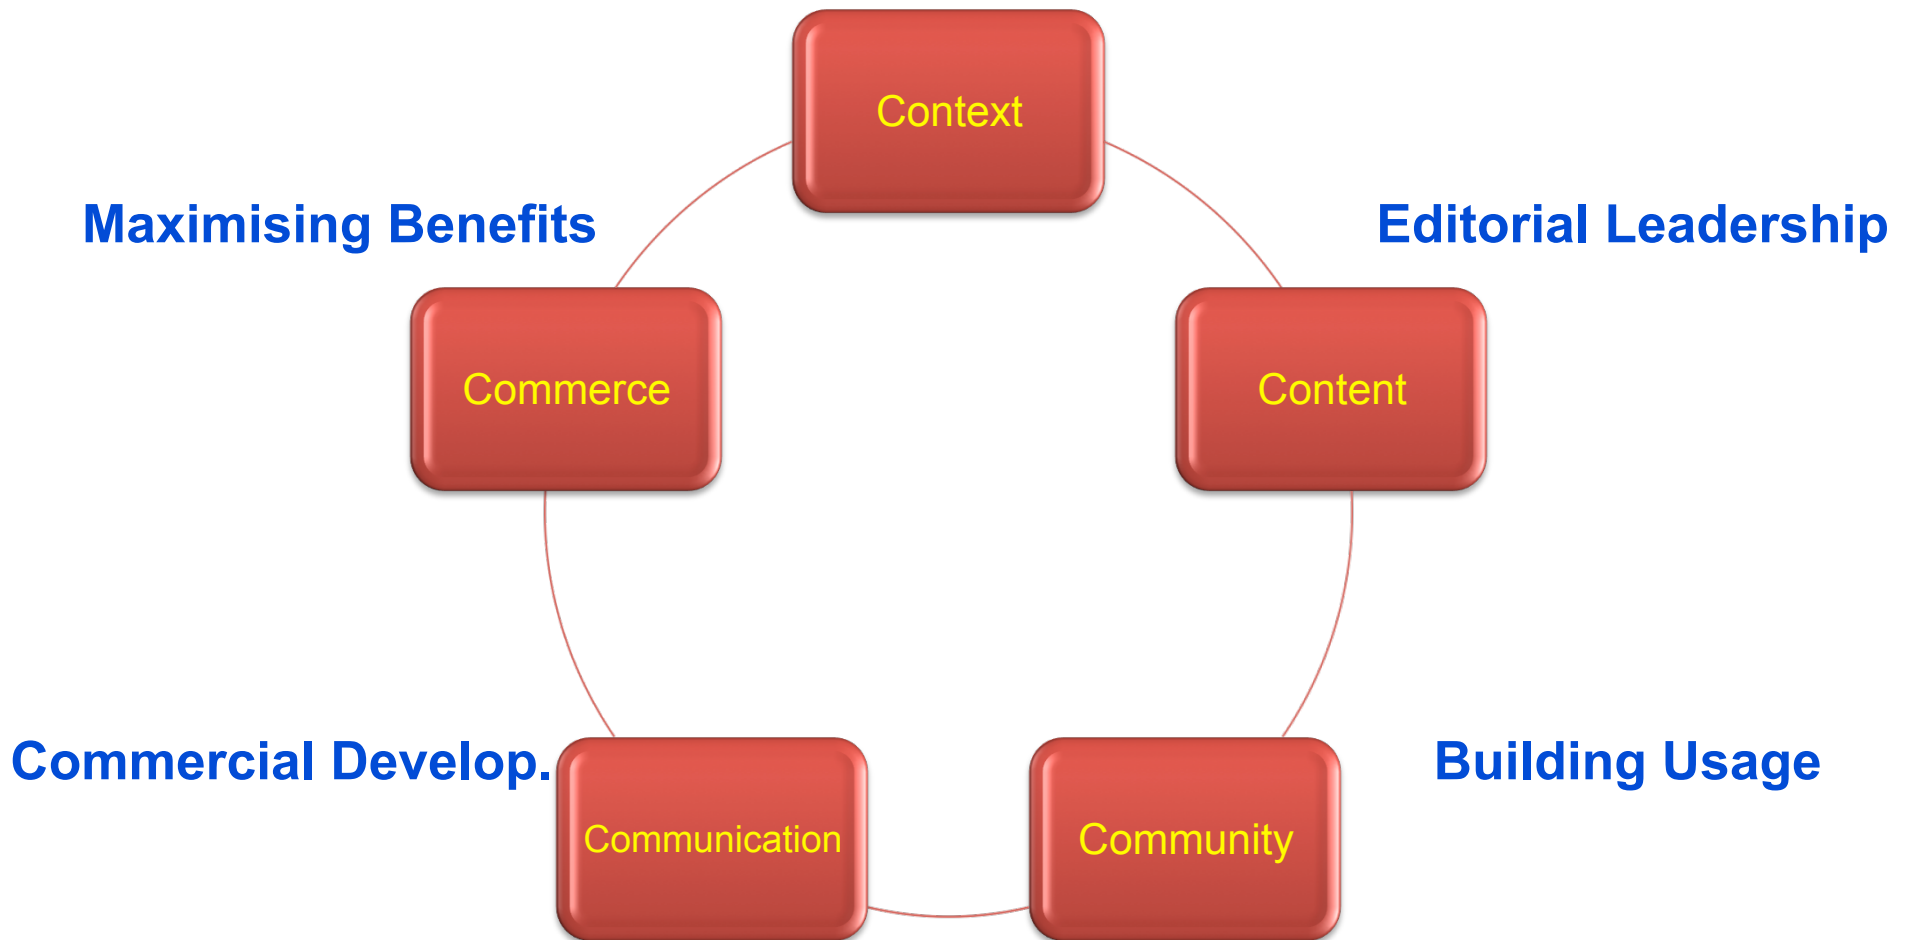 Context
Maximising Benefits
Editorial Leadership
Commerce
Content
Commercial Develop.
Building Usage
Communication
Community